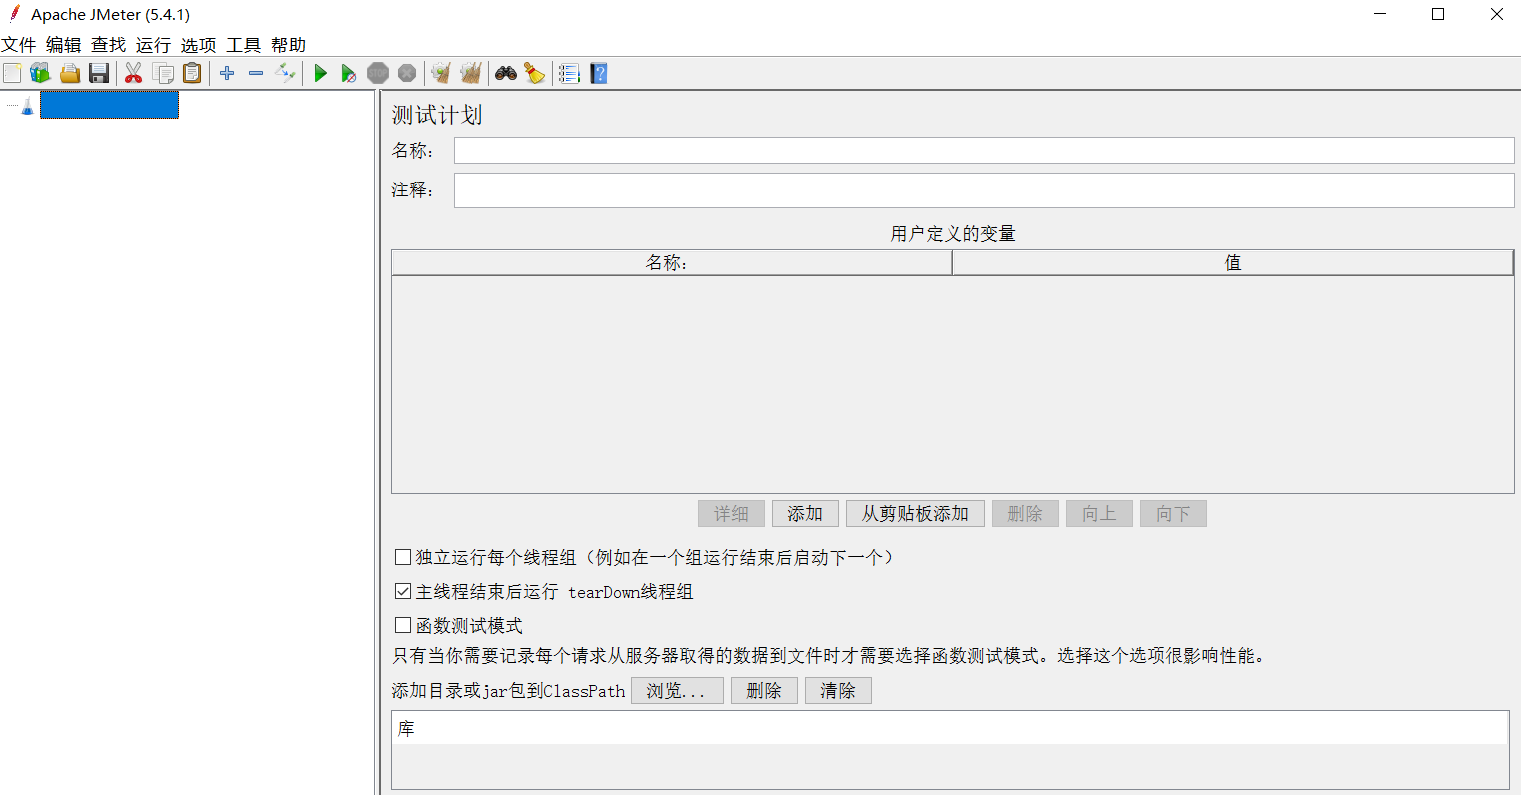 Apache JMeter (5.4.1)
文件 编辑 查找 运行 选项 工具 帮助
STOP
?
测试计划
名称:
注释:
用户定义的变量
名称: 值
详细 添加 从剪贴板添加 删除 向上 向下
独立运行每个线程组（例如在一个组运行结束后启动下一个）
主线程结束后运行 tearDown线程组
函数测试模式
只有当你需要记录每个请求从服务器取得的数据到文件时才需要选择函数测试模式。选择这个选项很影响性能。
添加目录或jar包到ClassPath 浏览... 删除 清除
库